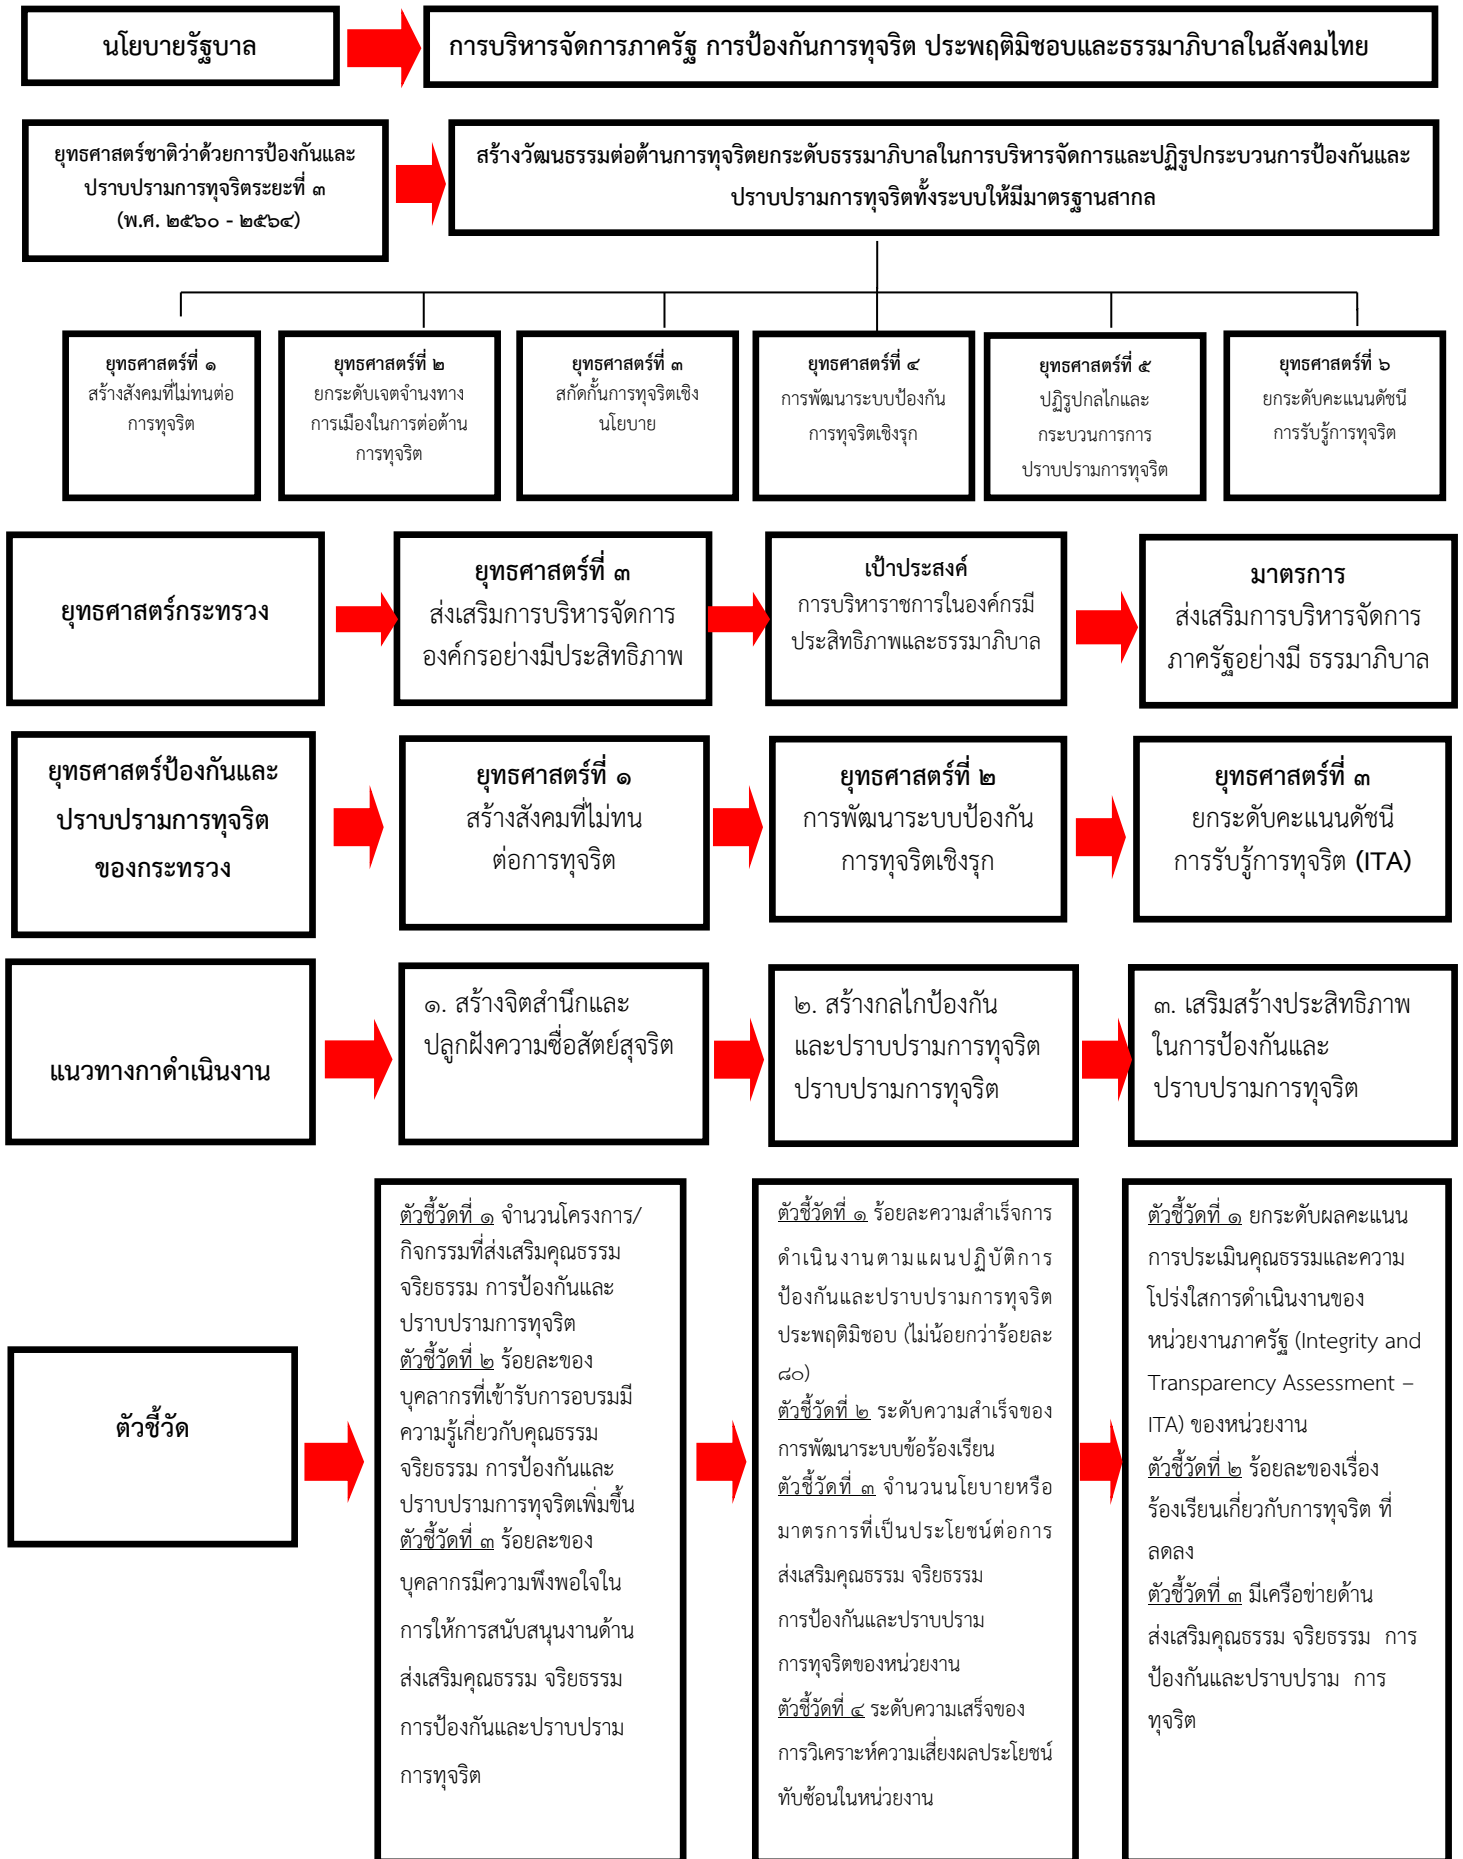 นโยบายรัฐบาล
การบริหารจัดการภาครัฐ การป้องกันการทุจริต ประพฤติมิชอบและธรรมาภิบาลในสังคมไทย
ยุทธศาสตร์ชาติว่าด้วยการป้องกันและ
ปราบปรามการทุจริตระยะที่ ๓
(พ.ศ. ๒๕๖๐ - ๒๕๖๔)
สร้างวัฒนธรรมต่อต้านการทุจริตยกระดับธรรมาภิบาลในการบริหารจัดการและปฏิรูปกระบวนการป้องกันและ
ปราบปรามการทุจริตทั้งระบบให้มีมาตรฐานสากล
ยุทธศาสตร์ที่ ๑
สร้างสังคมที่ไม่ทนต่อ
การทุจริต
ยุทธศาสตร์ที่ ๒
ยกระดับเจตจำนงทาง
การเมืองในการต่อต้าน
การทุจริต
ยุทธศาสตร์ที่ ๓
สกัดกั้นการทุจริตเชิง
นโยบาย
ยุทธศาสตร์ที่ ๔
การพัฒนาระบบป้องกัน
การทุจริตเชิงรุก
ยุทธศาสตร์ที่ ๕
ปฏิรูปกลไกและ
กระบวนการการ
ปราบปรามการทุจริต
ยุทธศาสตร์ที่ ๖
ยกระดับคะแนนดัชนี
การรับรู้การทุจริต
ยุทธศาสตร์กระทรวง
ยุทธศาสตร์ที่ ๓
ส่งเสริมการบริหารจัดการ
องค์กรอย่างมีประสิทธิภาพ
เป้าประสงค์
การบริหาราชการในองค์กรมี
ประสิทธิภาพและธรรมาภิบาล
มาตรการ
ส่งเสริมการบริหารจัดการ
ภาครัฐอย่างมี ธรรมาภิบาล
ยุทธศาสตร์ป้องกันและ
ปราบปรามการทุจริต
ของกระทรวง
ยุทธศาสตร์ที่ ๑
สร้างสังคมที่ไม่ทน
ต่อการทุจริต
ยุทธศาสตร์ที่ ๒
การพัฒนาระบบป้องกัน
การทุจริตเชิงรุก
ยุทธศาสตร์ที่ ๓
ยกระดับคะแนนดัชนี
การรับรู้การทุจริต (ITA)
แนวทางกาดำเนินงาน
๑. สร้างจิตสำนึกและ
ปลูกฝังความซื่อสัตย์สุจริต
๒. สร้างกลไกป้องกัน
และปราบปรามการทุจริต
ปราบปรามการทุจริต
๓. เสริมสร้างประสิทธิภาพ
ในการป้องกันและ
ปราบปรามการทุจริต
ตัวชี้วัด
ตัวชี้วัดที่ ๑ จำนวนโครงการ/
กิจกรรมที่ส่งเสริมคุณธรรม
จริยธรรม การป้องกันและ
ปราบปรามการทุจริต
ตัวชี้วัดที่ ๒ ร้อยละของ
บุคลากรที่เข้ารับการอบรมมี
ความรู้เกี่ยวกับคุณธรรม
จริยธรรม การป้องกันและ
ปราบปรามการทุจริตเพิ่มขึ้น
ตัวชี้วัดที่ ๓ ร้อยละของ
บุคลากรมีความพึงพอใจใน
การให้การสนับสนุนงานด้าน
ส่งเสริมคุณธรรม จริยธรรม
การป้องกันและปราบปราม
การทุจริต
ตัวชี้วัดที่ ๑ ร้อยละความสำเร็จการ
ดำเนินงานตามแผนปฏิบัติการ
ป้องกันและปราบปรามการทุจริต
ประพฤติมิชอบ (ไม่น้อยกว่าร้อยละ
๘๐)
ตัวชี้วัดที่ ๒ ระดับความสำเร็จของ
การพัฒนาระบบข้อร้องเรียน
ตัวชี้วัดที่ ๓ จำนวนนโยบายหรือ
มาตรการที่เป็นประโยชน์ต่อการ
ส่งเสริมคุณธรรม จริยธรรม
การป้องกันและปราบปราม
การทุจริตของหน่วยงาน
ตัวชี้วัดที่ ๔ ระดับความเสร็จของ
การวิเคราะห์ความเสี่ยงผลประโยชน์
ทับซ้อนในหน่วยงาน
ตัวชี้วัดที่ ๑ ยกระดับผลคะแนน
การประเมินคุณธรรมและความ
โปร่งใสการดำเนินงานของ
หน่วยงานภาครัฐ (Integrity and
Transparency Assessment –
ITA) ของหน่วยงาน
ตัวชี้วัดที่ ๒ ร้อยละของเรื่อง
ร้องเรียนเกี่ยวกับการทุจริต ที่
ลดลง
ตัวชี้วัดที่ ๓ มีเครือข่ายด้าน
ส่งเสริมคุณธรรม จริยธรรม การ
ป้องกันและปราบปราม การ
ทุจริต